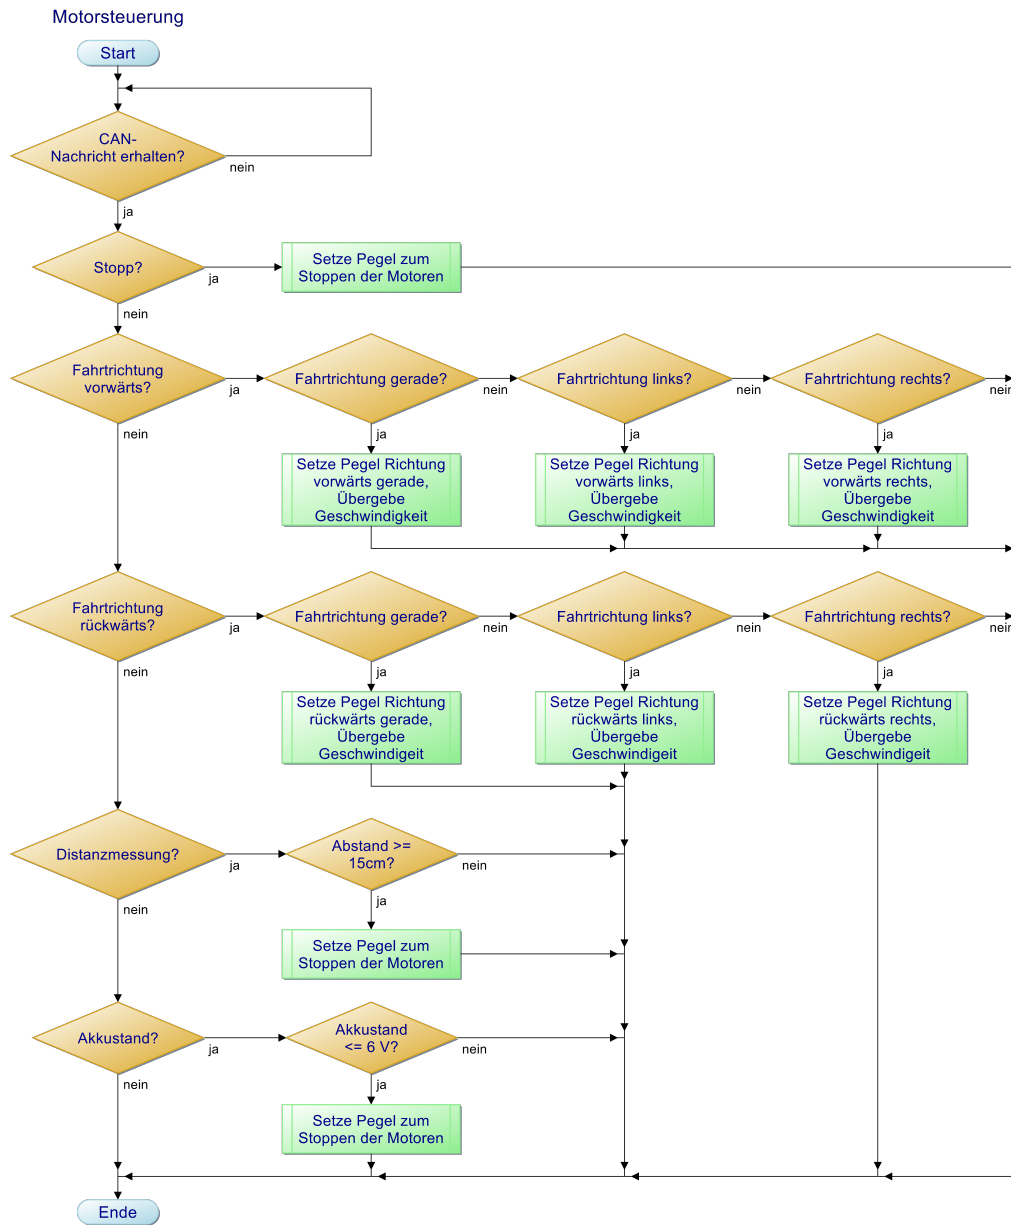 Motorsteuerung
Start
CAN-
Nachricht erhalten?
nein
ja
Stopp?
ja
Setze Pegel zum
Stoppen der Motoren
nein
Fahrtrichtung
vorwärts?
ja
Fahrtrichtung gerade?
nein
Fahrtrichtung links?
nein
Fahrtrichtung rechts?
nein
nein
ja
ja
ja
Setze Pegel Richtung
vorwärts gerade,
Übergebe
Geschwindigkeit
Setze Pegel Richtung
vorwärts links,
Übergebe
Geschwindigkeit
Setze Pegel Richtung
vorwärts rechts,
Übergebe
Geschwindigkeit
Fahrtrichtung
rückwärts?
ja
Fahrtrichtung gerade?
nein
Fahrtrichtung links?
nein
Fahrtrichtung rechts?
nein
nein
ja
ja
ja
Setze Pegel Richtung
rückwärts gerade,
Übergebe
Geschwindigeit
Setze Pegel Richtung
rückwärts links,
Übergebe
Geschwindigeit
Setze Pegel Richtung
rückwärts rechts,
Übergebe
Geschwindigeit
Distanzmessung?
ja
Abstand >=
15cm?
nein
nein
ja
Setze Pegel zum
Stoppen der Motoren
Akkustand?
ja
Akkustand
<= 6 V?
nein
nein
ja
Setze Pegel zum
Stoppen der Motoren
Ende